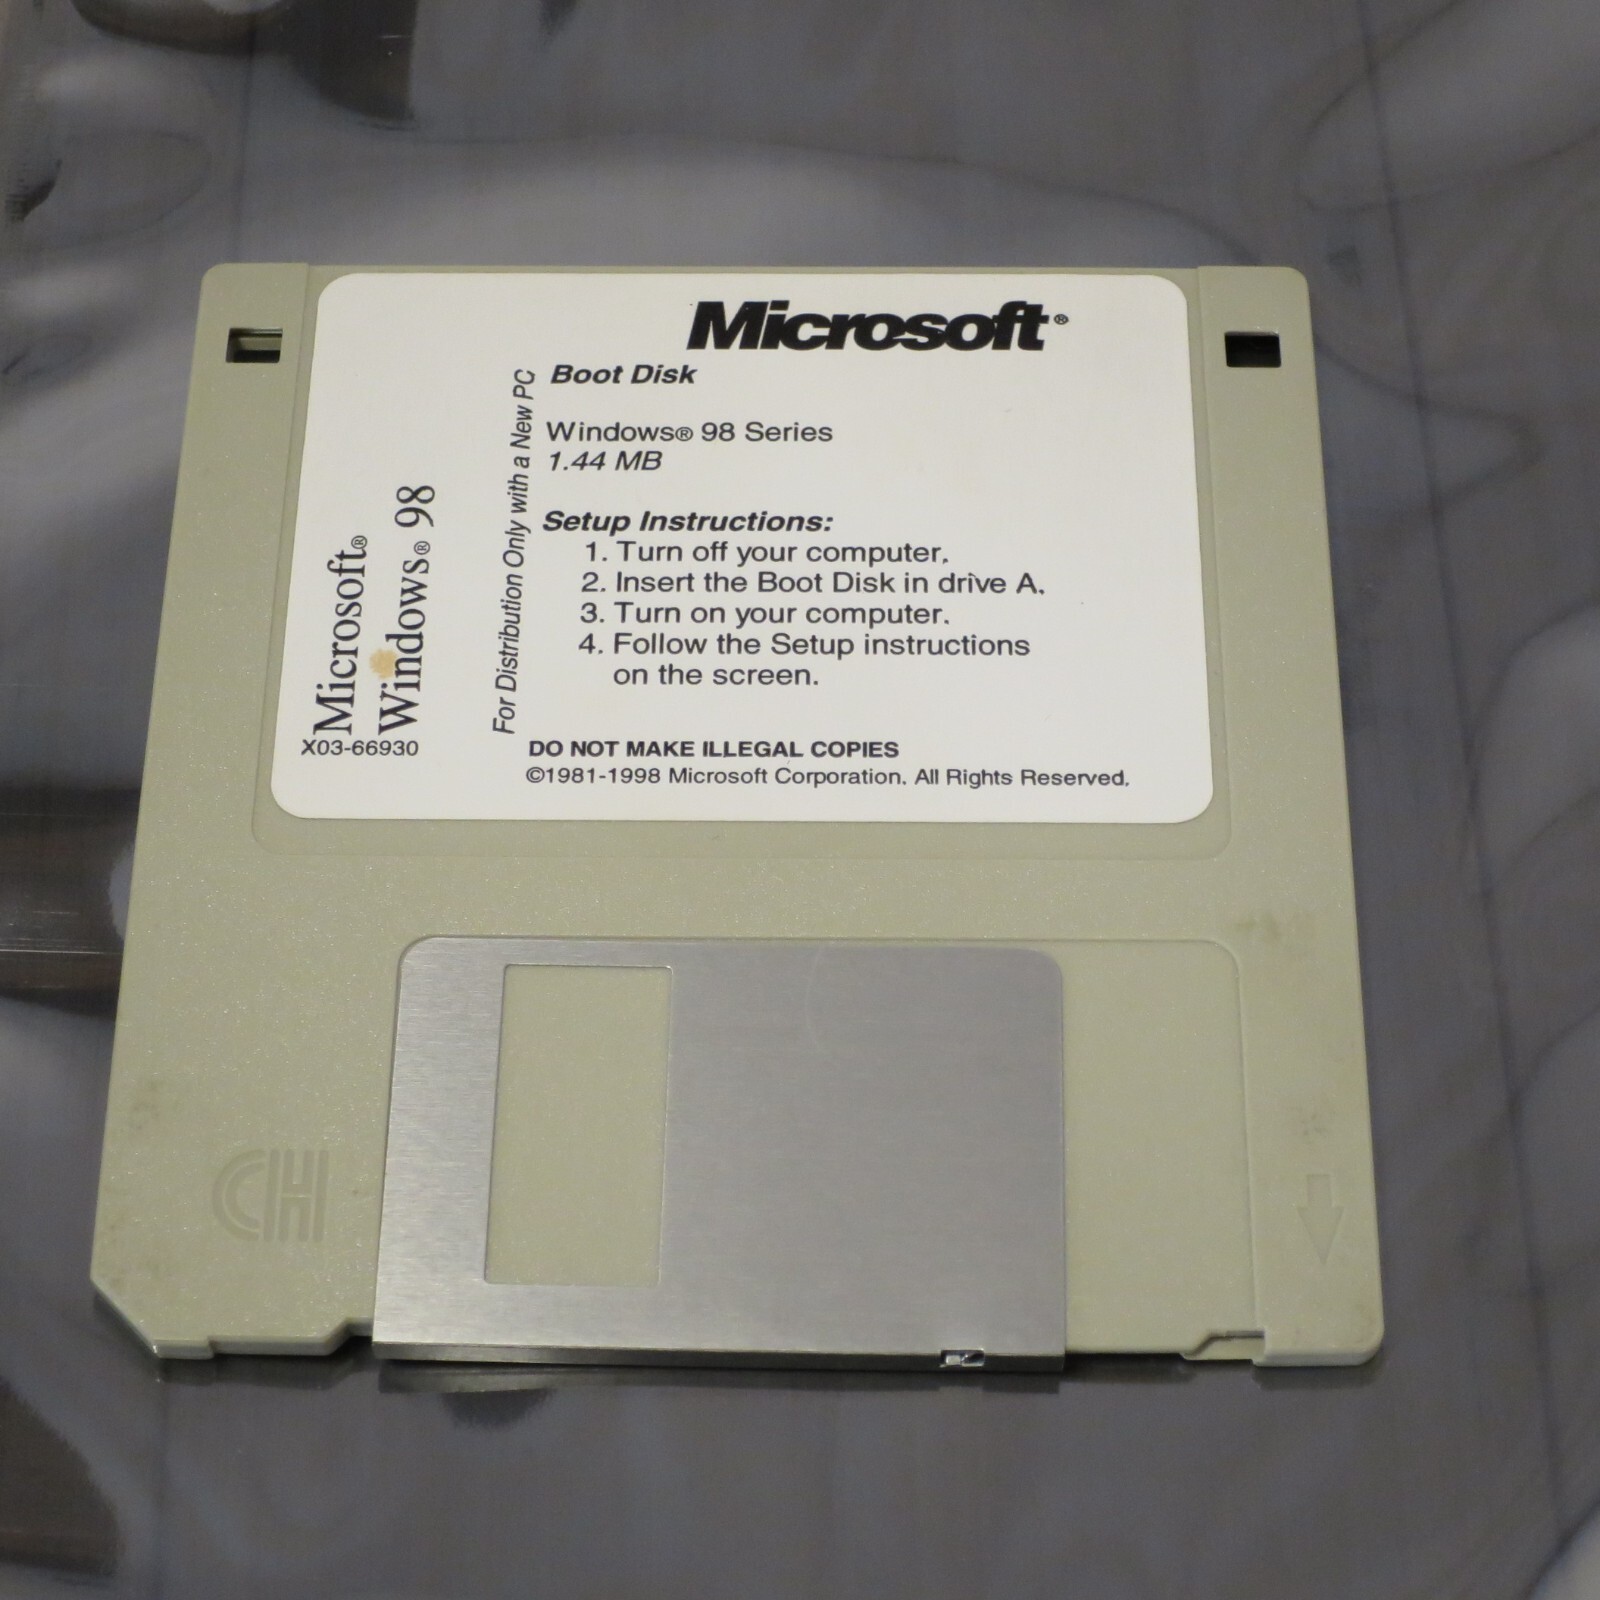 Microsoft®
Boot Disk
Windows® 98 Series
1.44 MB
Setup Instructions:
1. Turn off your computer.
2. Insert the Boot Disk in drive A.
3. Turn on your computer.
4. Follow the Setup instructions
on the screen.
DO NOT MAKE ILLEGAL COPIES
©1981-1998 Microsoft Corporation. All Rights Reserved.
For Distribution Only with a New PC
Microsoft®
Windows® 98
X03-66930
CH